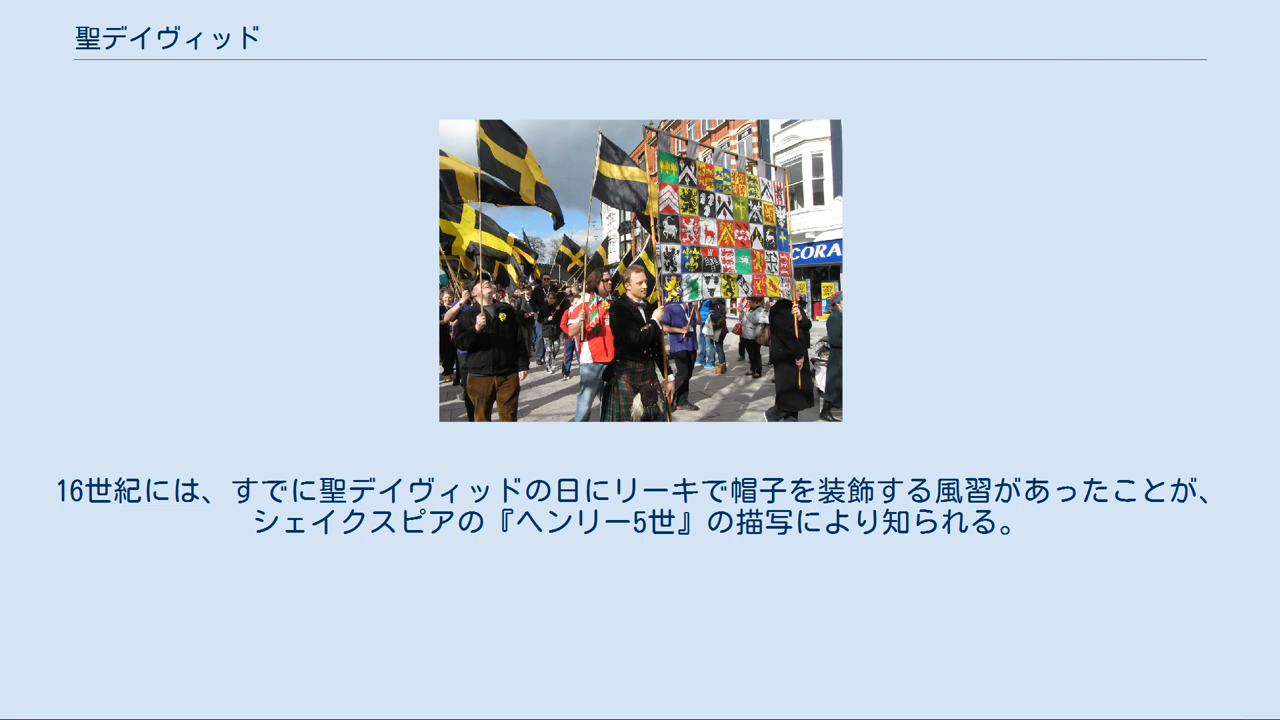 聖デイヴィッド
CORA
16世紀には、すでに聖デイヴィッドの日にリーキで帽子を装飾する風習があったことが、
シェイクスピアの『ヘンリー5世』の描写により知られる。